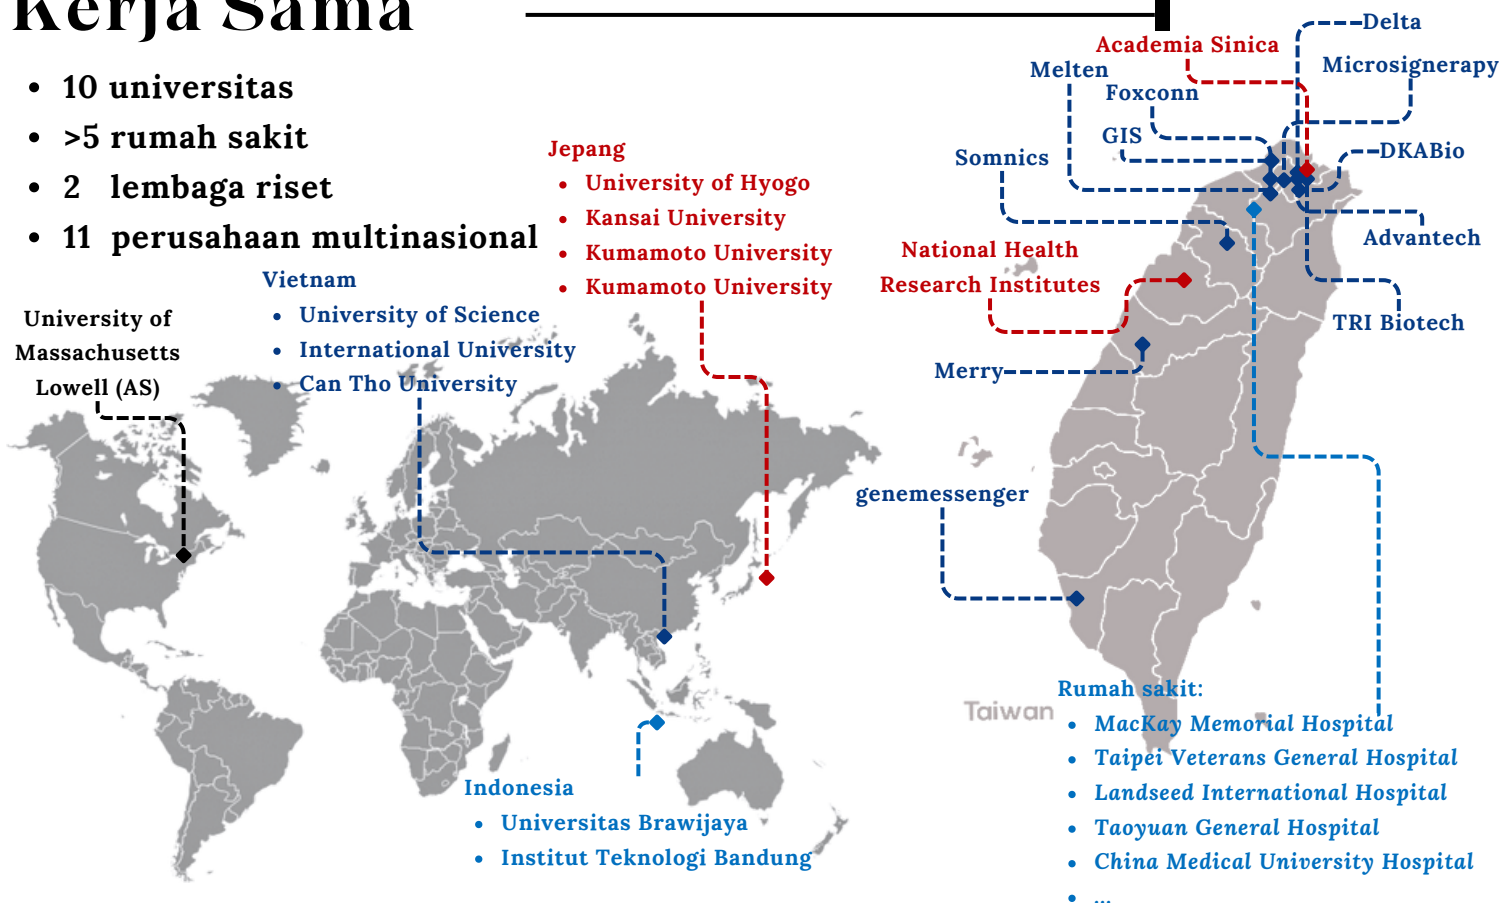 Kerja Sama
• 10 universitas
• >5 rumah sakit
• 2 lembaga riset
• 11 perusahaan multinasional
University of
Massachusetts
Lowell (AS)
Vietnam
• University of Science
• International University
• Can Tho University
Jepang
• University of Hyogo
• Kansai University
• Kumamoto University
• Kumamoto University
Indonesia
• Universitas Brawijaya
• Institut Teknologi Bandung
Delta
Academia Sinica
Microsignerapy
Melten
Foxconn
GIS
DKABio
Somnics
Advantech
National Health
Research Institutes
TRI Biotech
Merry
genemessenger
Taiwan
Rumah sakit:
• MacKay Memorial Hospital
• Taipei Veterans General Hospital
• Landseed International Hospital
• Taoyuan General Hospital
• China Medical University Hospital
• ...